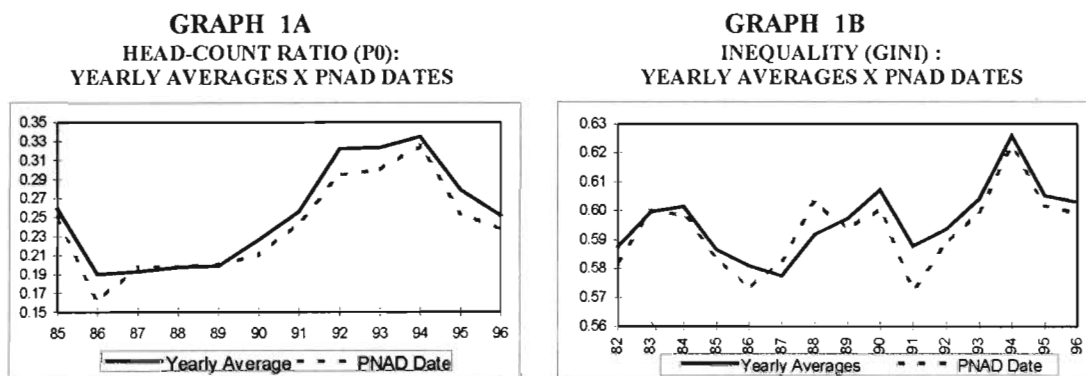 GRAPH 1A
HEAD-COUNT RATIO (P0):
YEARLY AVERAGES X PNAD DATES
0.35
0.33
0.31
0.29
0.27
0.25
0.23
0.21
0.19
0.17
0.15
85 86 87 88 89 90 91 92 93 94 95 96
Yearly Average PNAD Date
GRAPH 1B
INEQUALITY (GINI) :
YEARLY AVERAGES X PNAD DATES
0.63
0.62
0.61
0.60
0.59
0.58
0.57
0.56
82 83 84 85 86 87 88 89 90 91 92 93 94 95 96
Yearly Averages PNAD Date